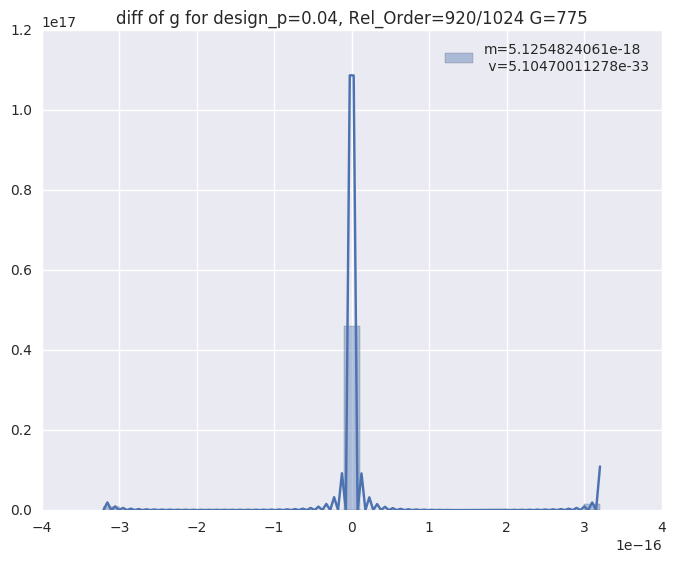 diff of g for design_p=0.04, Rel_Order=920/1024 G=775
1e17
m=5.1254824061e-18
v=5.10470011278e-33
1.2
1.0
0.8
0.6
0.4
0.2
0.0
−4 −3 −2 −1 0 1 2 3 4
1e−16